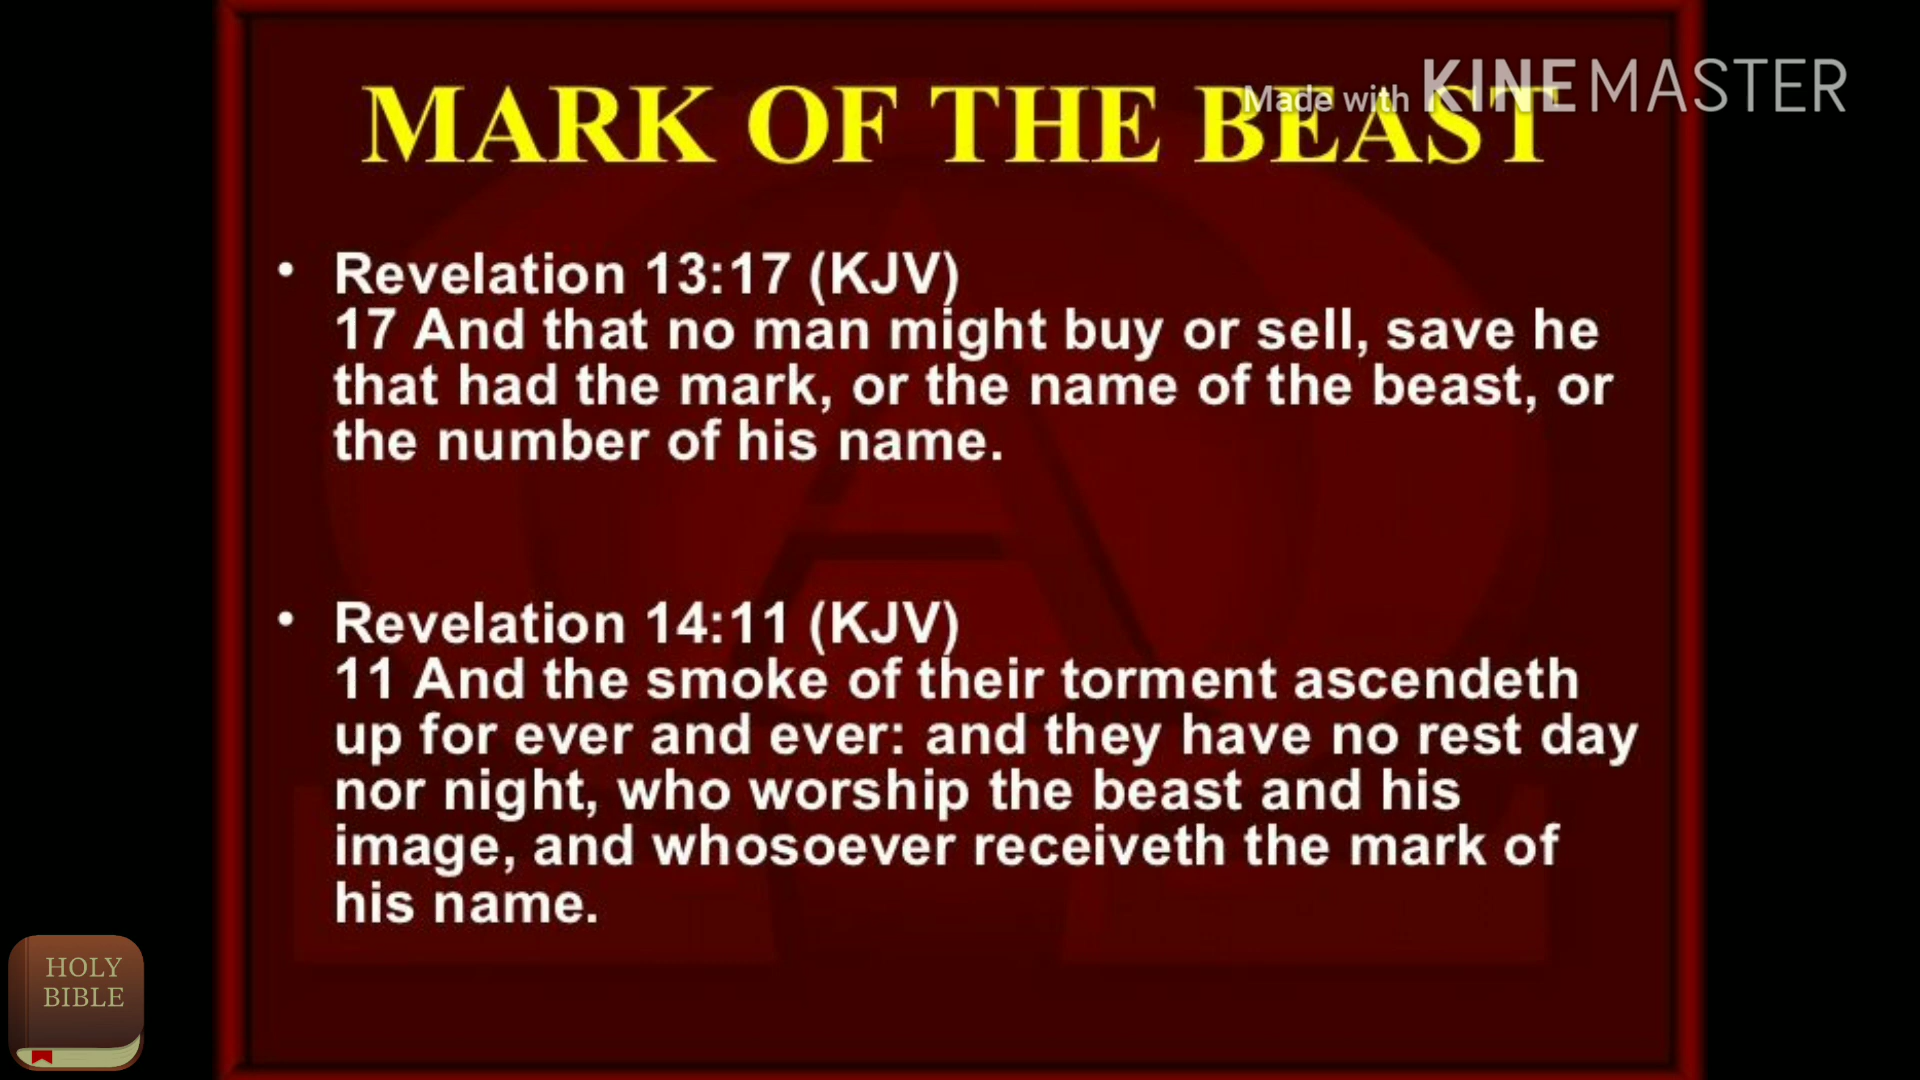 MARK OF THE BEAST
Made with KINEMASTER
• Revelation 13:17 (KJV)
17 And that no man might buy or sell, save he
that had the mark, or the name of the beast, or
the number of his name.
• Revelation 14:11 (KJV)
11 And the smoke of their torment ascendeth
up for ever and ever: and they have no rest day
nor night, who worship the beast and his
image, and whosoever receiveth the mark of
his name.
HOLY
BIBLE